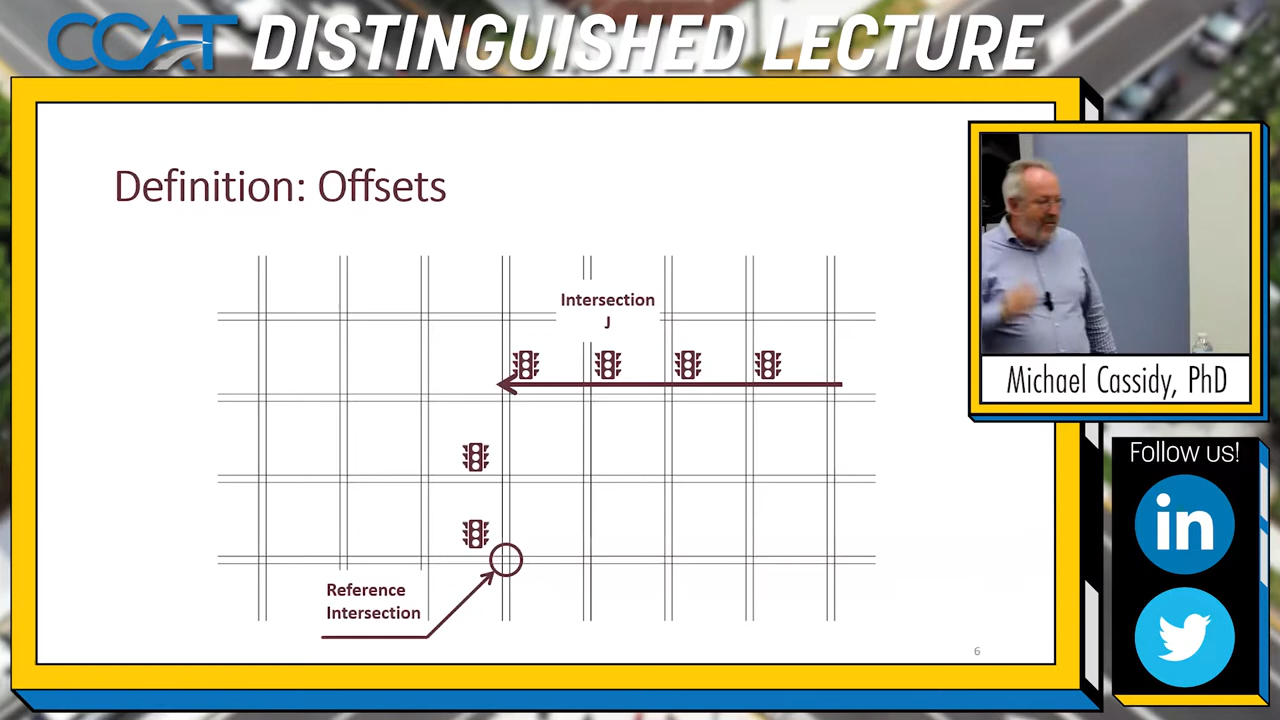 CCAT DISTINGUISHED LECTURE
Definition: Offsets
Intersection
J
Reference
Intersection
6
Michael Cassidy, PhD
Follow us!
in